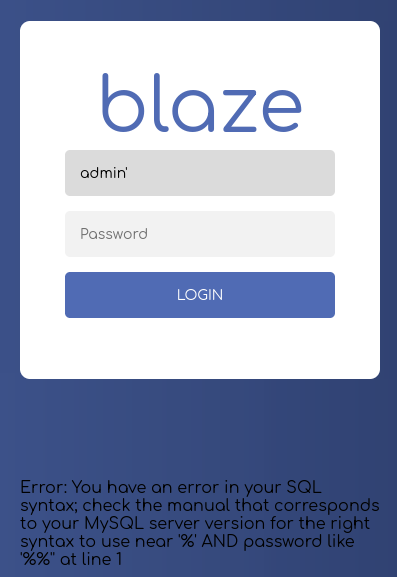 blaze
admin'
Password
LOGIN
Error: You have an error in your SQL
syntax; check the manual that corresponds
to your MySQL server version for the right
syntax to use near '%' AND password like
'%%'' at line 1